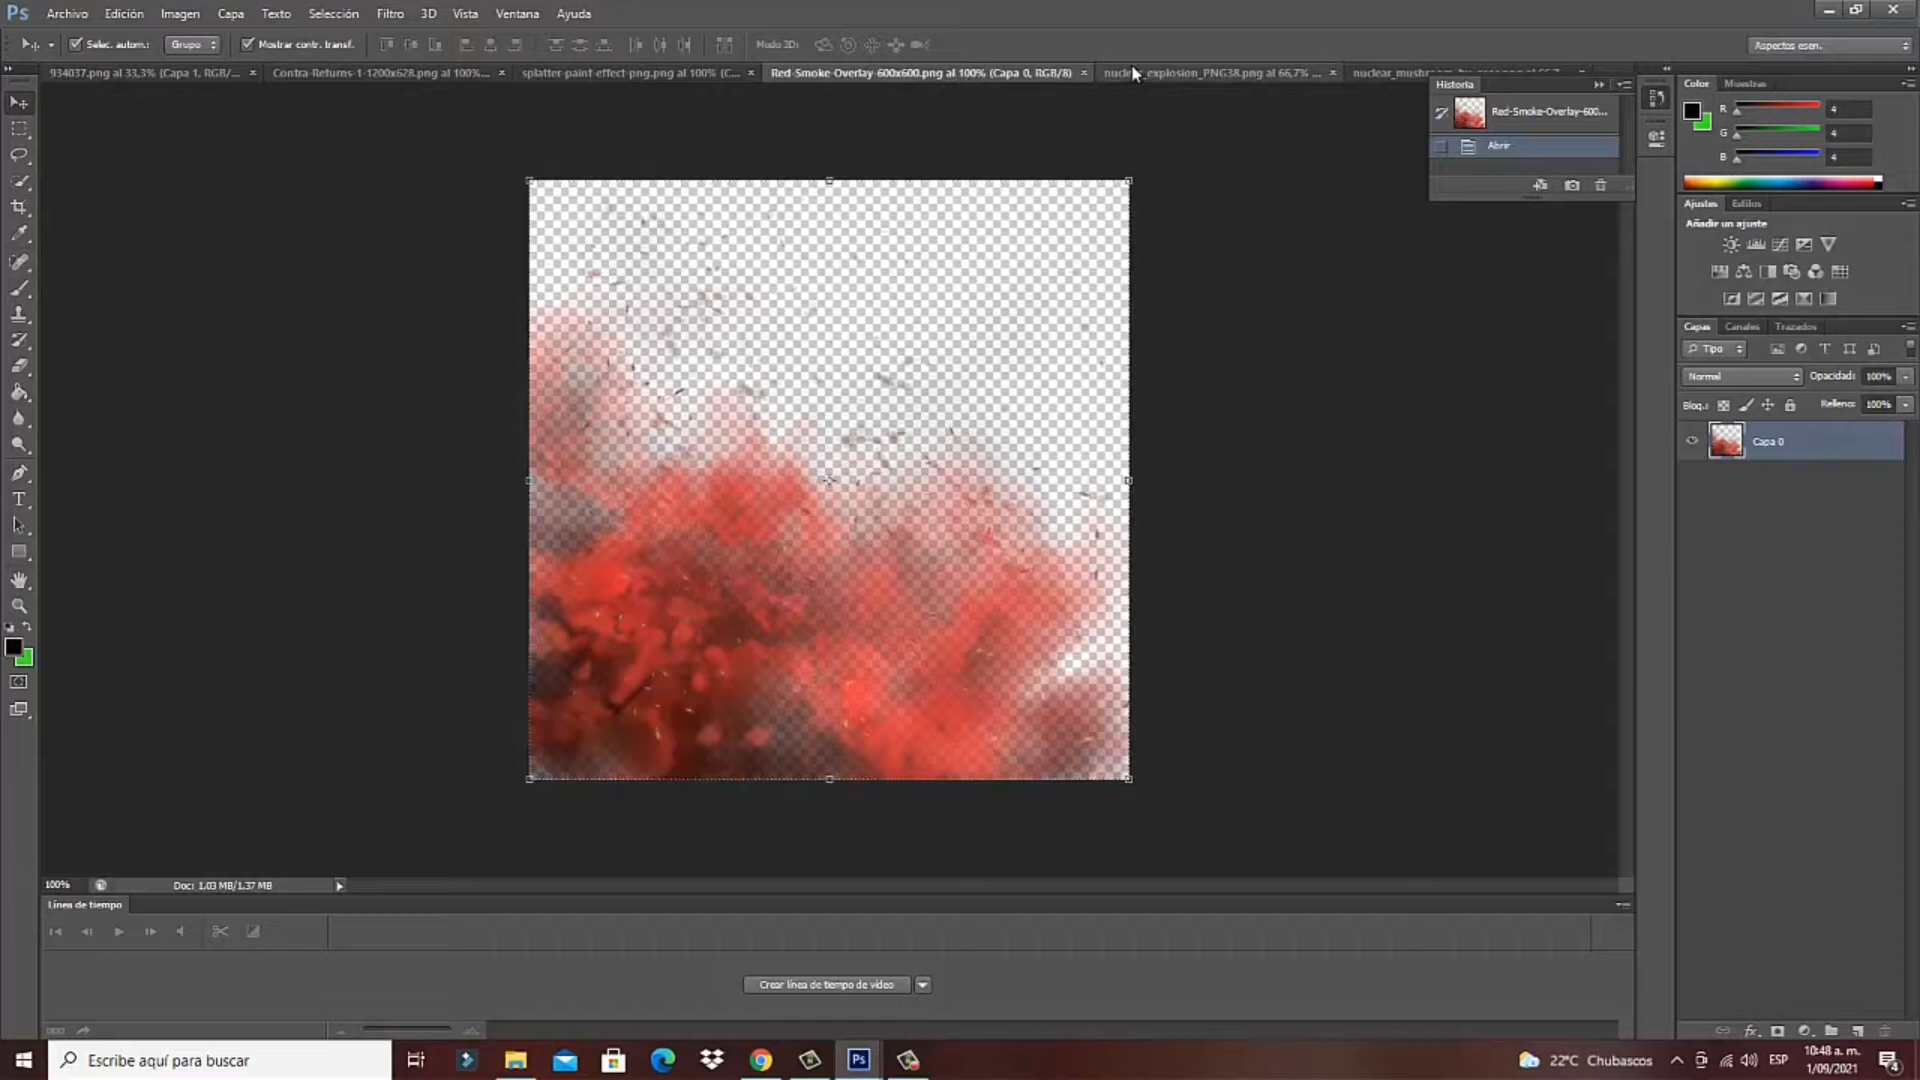 Ps Archivo Edición Imagen Capa Texto Selección Filtro 3D Vista Ventana Ayuda
Selec. autom.: Grupo Mostrar contr. transf. Modo 3D: Aspectos esen.
934037.png al 33,3% (Capa 1, RGB/... × Contra-Returns-1-1200x628.png al 100%... × splatter-paint-effect-png.png al 100% (C... × Red-Smoke-Overlay-600x600.png al 100% (Capa 0, RGB/8) × explosion_PNG38.png al 66,7% ... ×
Historia
Red-Smoke-Overlay-600...
Abrir
Color Muestras
R 4
G 4
B 4
Ajustes Estilos
Añadir un ajuste
Capas Canales Trazados
Tipo
Normal Opacidad: 100%
Bloq.: Relleno: 100%
Capa 0
100% Doc: 1,03 MB/1,37 MB
Línea de tiempo
Crear línea de tiempo de vídeo
Escribe aquí para buscar
Ps
22°C Chubascos
ESP
10:48 a. m.
1/09/2021
4